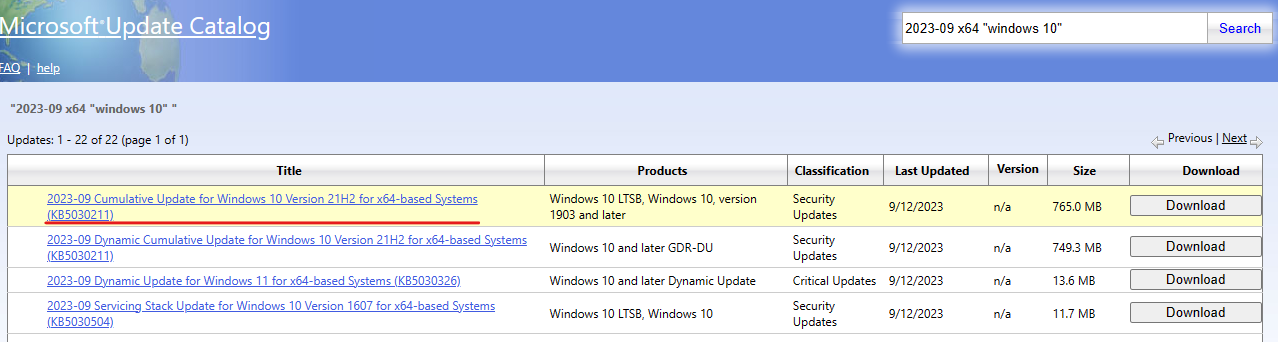 Microsoft®Update Catalog
2023-09 x64 "windows 10"
Search
FAQ | help
"2023-09 x64 "windows 10" "
Updates: 1 - 22 of 22 (page 1 of 1)
Previous | Next
Title Products Classification Last Updated Version Size Download
2023-09 Cumulative Update for Windows 10 Version 21H2 for x64-based Systems
(KB5030211)
Windows 10 LTSB, Windows 10, version
1903 and later
Security
Updates
9/12/2023
n/a
765.0 MB
Download
2023-09 Dynamic Cumulative Update for Windows 10 Version 21H2 for x64-based Systems
(KB5030211)
Windows 10 and later GDR-DU
Security
Updates
9/12/2023
n/a
749.3 MB
Download
2023-09 Dynamic Update for Windows 11 for x64-based Systems (KB5030326)
Windows 10 and later Dynamic Update
Critical Updates
9/12/2023
n/a
13.6 MB
Download
2023-09 Servicing Stack Update for Windows 10 Version 1607 for x64-based Systems
(KB5030504)
Windows 10 LTSB, Windows 10
Security
Updates
9/12/2023
n/a
11.7 MB
Download